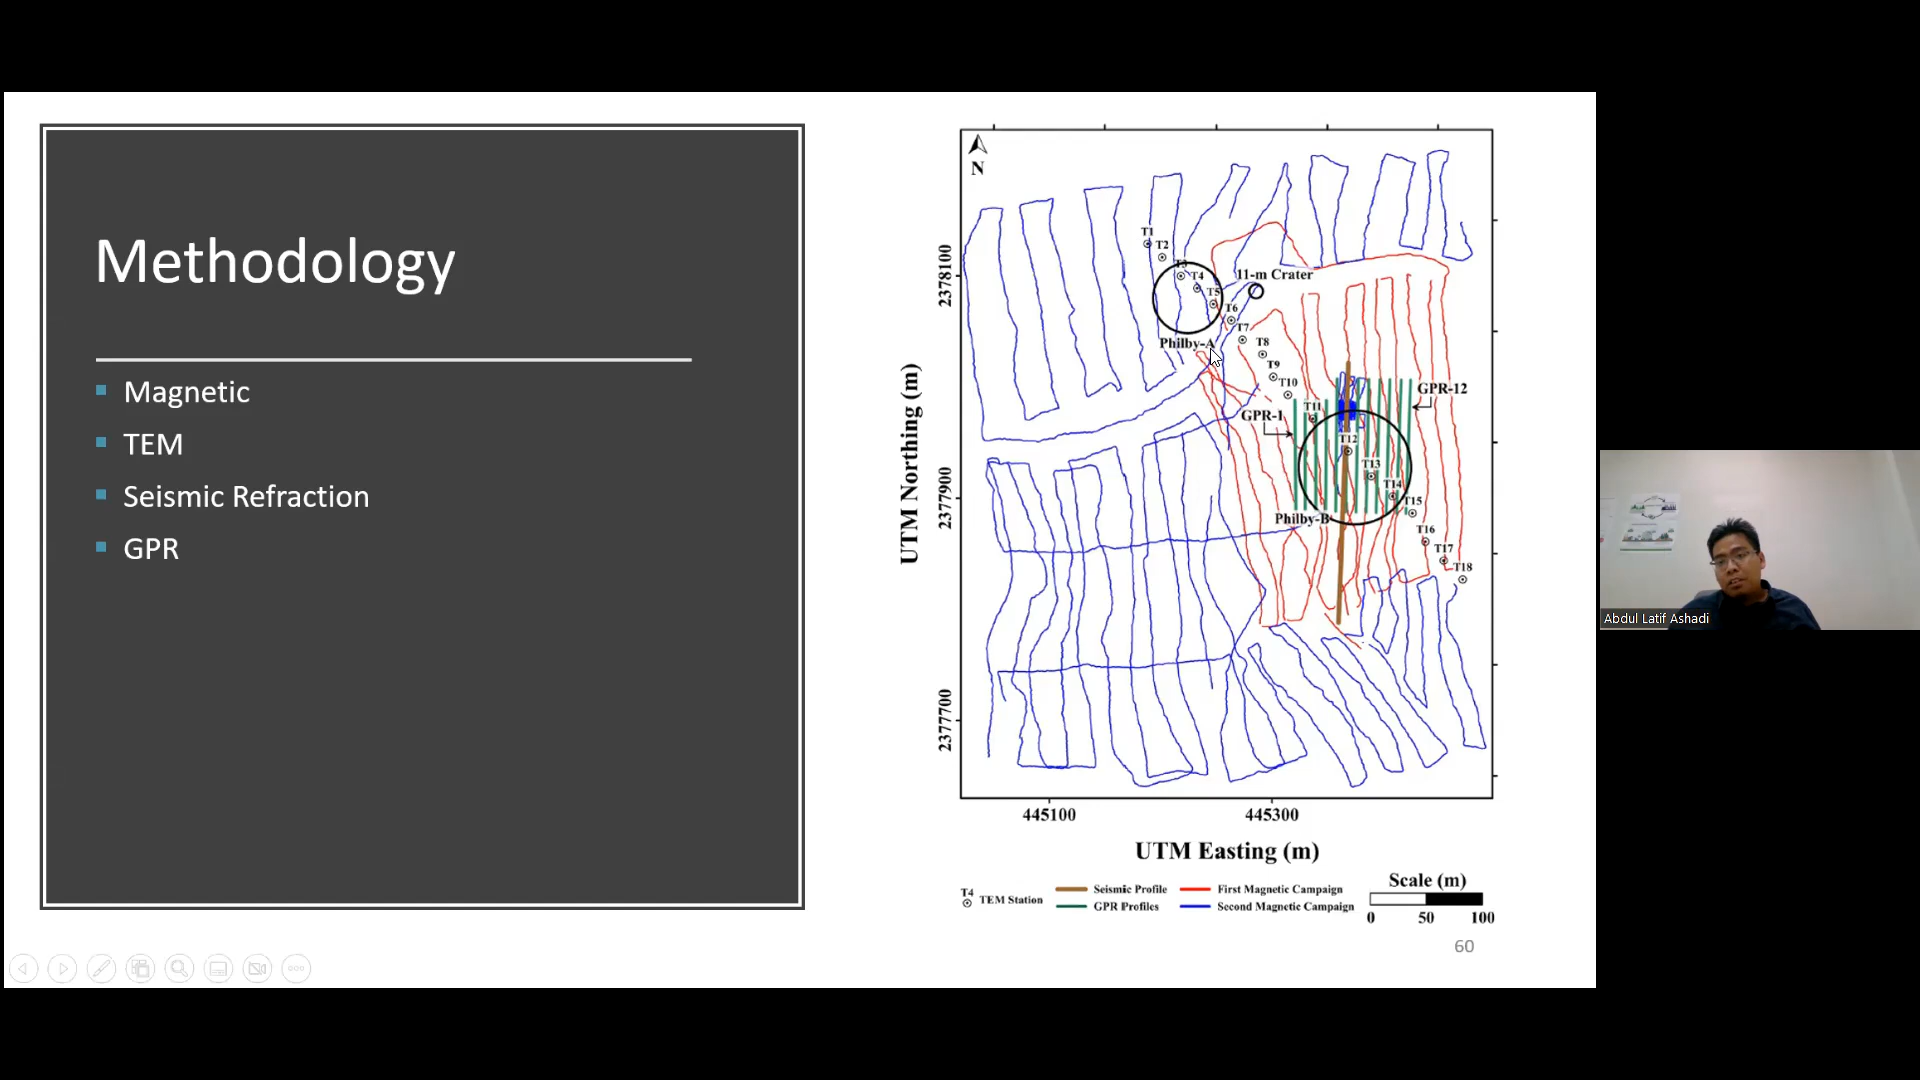 Methodology
Magnetic
TEM
Seismic Refraction
GPR
N
T1
T2
T3
T4
T5
T6
T7
T8
T9
T10
T11
T12
T13
T14
T15
T16
T17
T18
11-m Crater
Philby-A
GPR-1
GPR-12
Philby-B
2378100
2377900
2377700
UTM Northing (m)
445100
445300
UTM Easting (m)
T4
TEM Station
Seismic Profile
GPR Profiles
First Magnetic Campaign
Second Magnetic Campaign
Scale (m)
0 50 100
60
Abdul Latif Ashadi